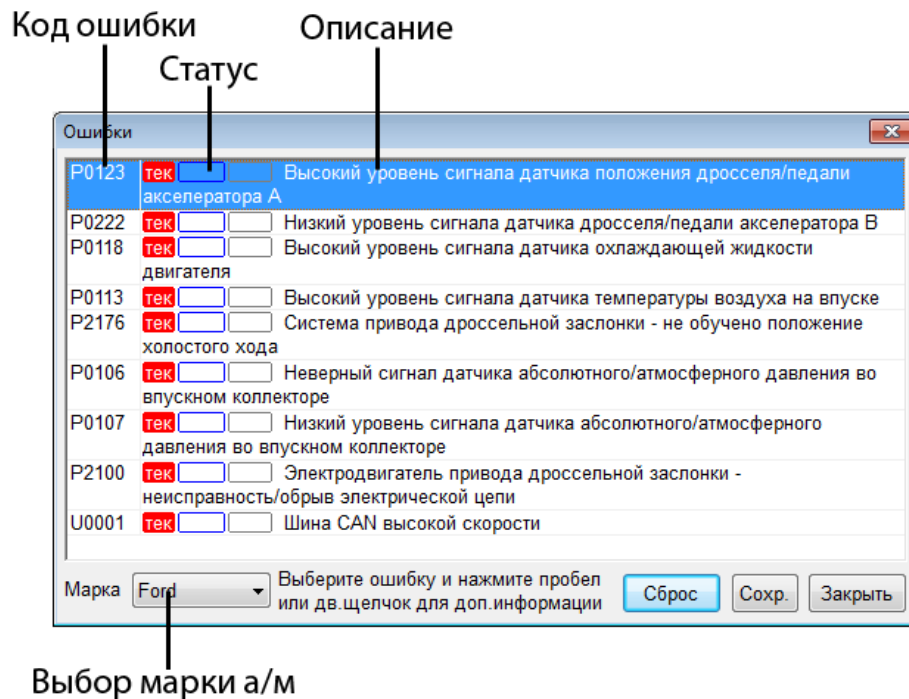 Код ошибки
Описание
Статус
Ошибки
P0123 тек Высокий уровень сигнала датчика положения дросселя/педали
акселератора А
P0222 тек Низкий уровень сигнала датчика дросселя/педали акселератора В
P0118 тек Высокий уровень сигнала датчика охлаждающей жидкости
двигателя
P0113 тек Высокий уровень сигнала датчика температуры воздуха на впуске
P2176 тек Система привода дроссельной заслонки - не обучено положение
холостого хода
P0106 тек Неверный сигнал датчика абсолютного/атмосферного давления во
впускном коллекторе
P0107 тек Низкий уровень сигнала датчика абсолютного/атмосферного
давления во впускном коллекторе
P2100 тек Электродвигатель привода дроссельной заслонки -
неисправность/обрыв электрической цепи
U0001 тек Шина CAN высокой скорости
Марка Ford Выберите ошибку и нажмите пробел
или дв.щелчок для доп.информации Сброс Сохр. Закрыть
Выбор марки а/м